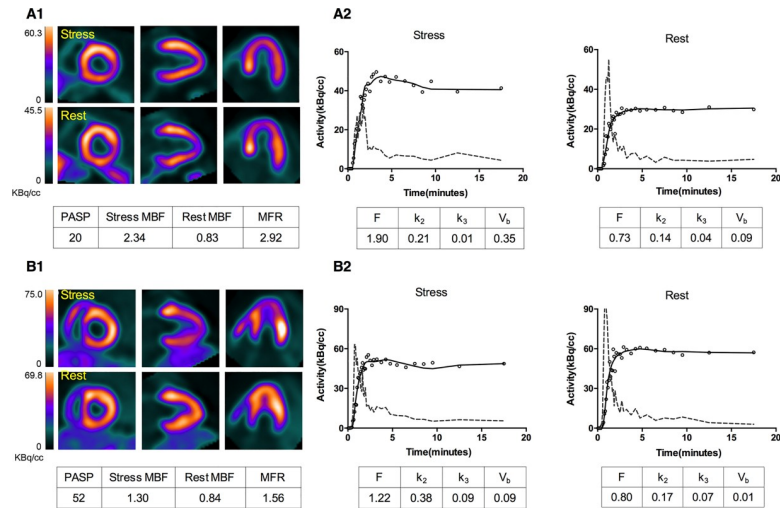 A1
60.3
Stress
0
45.5
Rest
0
KBq/cc
PASP Stress MBF Rest MBF MFR
20 2.34 0.83 2.92
A2
Stress
Activity(kBq/cc)
60
40
20
0
0 5 10 15 20
Time(minutes)
F k2 k3 Vb
1.90 0.21 0.01 0.35
Rest
Activity(kBq/cc)
60
40
20
0
0 5 10 15 20
Time(minutes)
F k2 k3 Vb
0.73 0.14 0.04 0.09
B1
75.0
Stress
0
69.8
Rest
0
KBq/cc
PASP Stress MBF Rest MBF MFR
52 1.30 0.84 1.56
B2
Stress
Activity(kBq/cc)
90
60
30
0
0 5 10 15 20
Time(minutes)
F k2 k3 Vb
1.22 0.38 0.09 0.09
Rest
Activity(kBq/cc)
90
60
30
0
0 5 10 15 20
Time(minutes)
F k2 k3 Vb
0.80 0.17 0.07 0.01